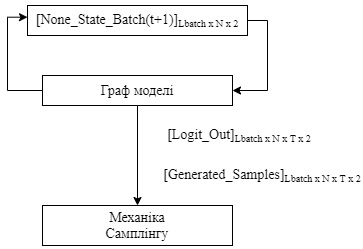 [None_State_Batch(t+1)]Lbatch x N x 2
Граф моделі
[Logit_Out]Lbatch x N x T x 2
[Generated_Samples]Lbatch x N x T x 2
Механіка
Самплінгу